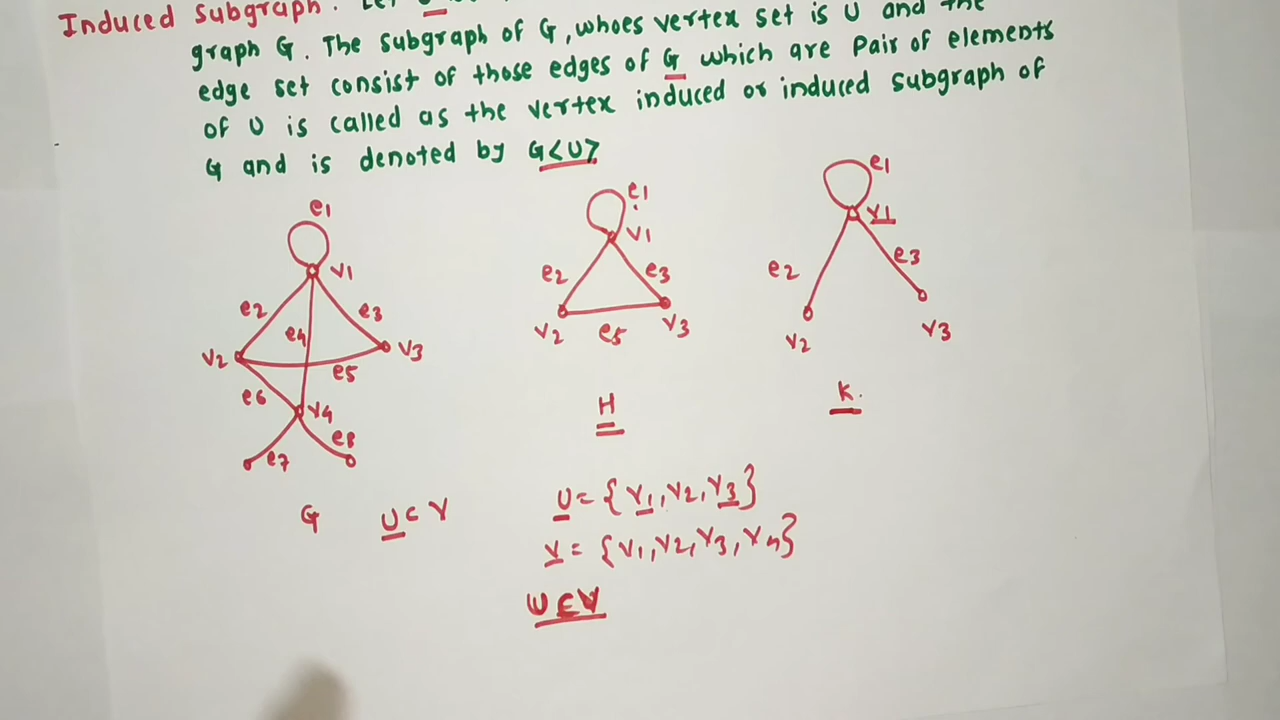 Induced Subgraph. Let U
graph G. The subgraph of G, whoes vertex set is U and the
edge set consist of those edges of G which are Pair of elements
of U is called as the vertex induced or induced subgraph of
G and is denoted by G<U>
e1
v1
e2
e4
e3
v2
v3
e5
e6
v4
e7
e8
G U⊂V
e1
v1
e2
e3
v2
e5
v3
H
e1
v1
e2
e3
v2
v3
K.
U = {v1, v2, v3}
V = {v1, v2, v3, v4}
U⊂V